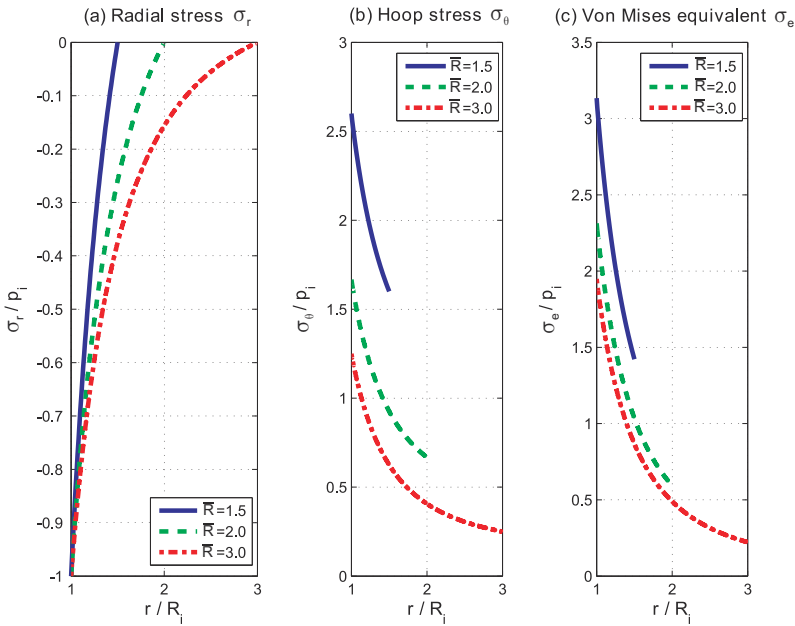 (a) Radial stress σr
0
-0.1
-0.2
-0.3
-0.4
-0.5
-0.6
-0.7
-0.8
-0.9
-1
σr / pi
R̅=1.5
R̅=2.0
R̅=3.0
1
2
3
r / Ri
(b) Hoop stress σθ
3
2.5
2
1.5
1
0.5
0
σθ / pi
R̅=1.5
R̅=2.0
R̅=3.0
1
2
3
r / Ri
(c) Von Mises equivalent σe
3.5
3
2.5
2
1.5
1
0.5
0
σe / pi
R̅=1.5
R̅=2.0
R̅=3.0
1
2
3
r / Ri